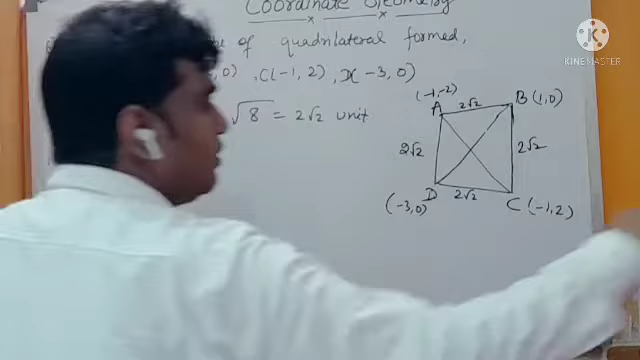 Coordinate Geometry
KINEMASTER
of quadrilateral formed,
0), C(-1, 2), D(-3, 0)
√8 = 2√2 unit
(-1,-2)
A 2√2 B (1,0)
2√2 2√2
D 2√2 C (-1,2)
(-3,0)